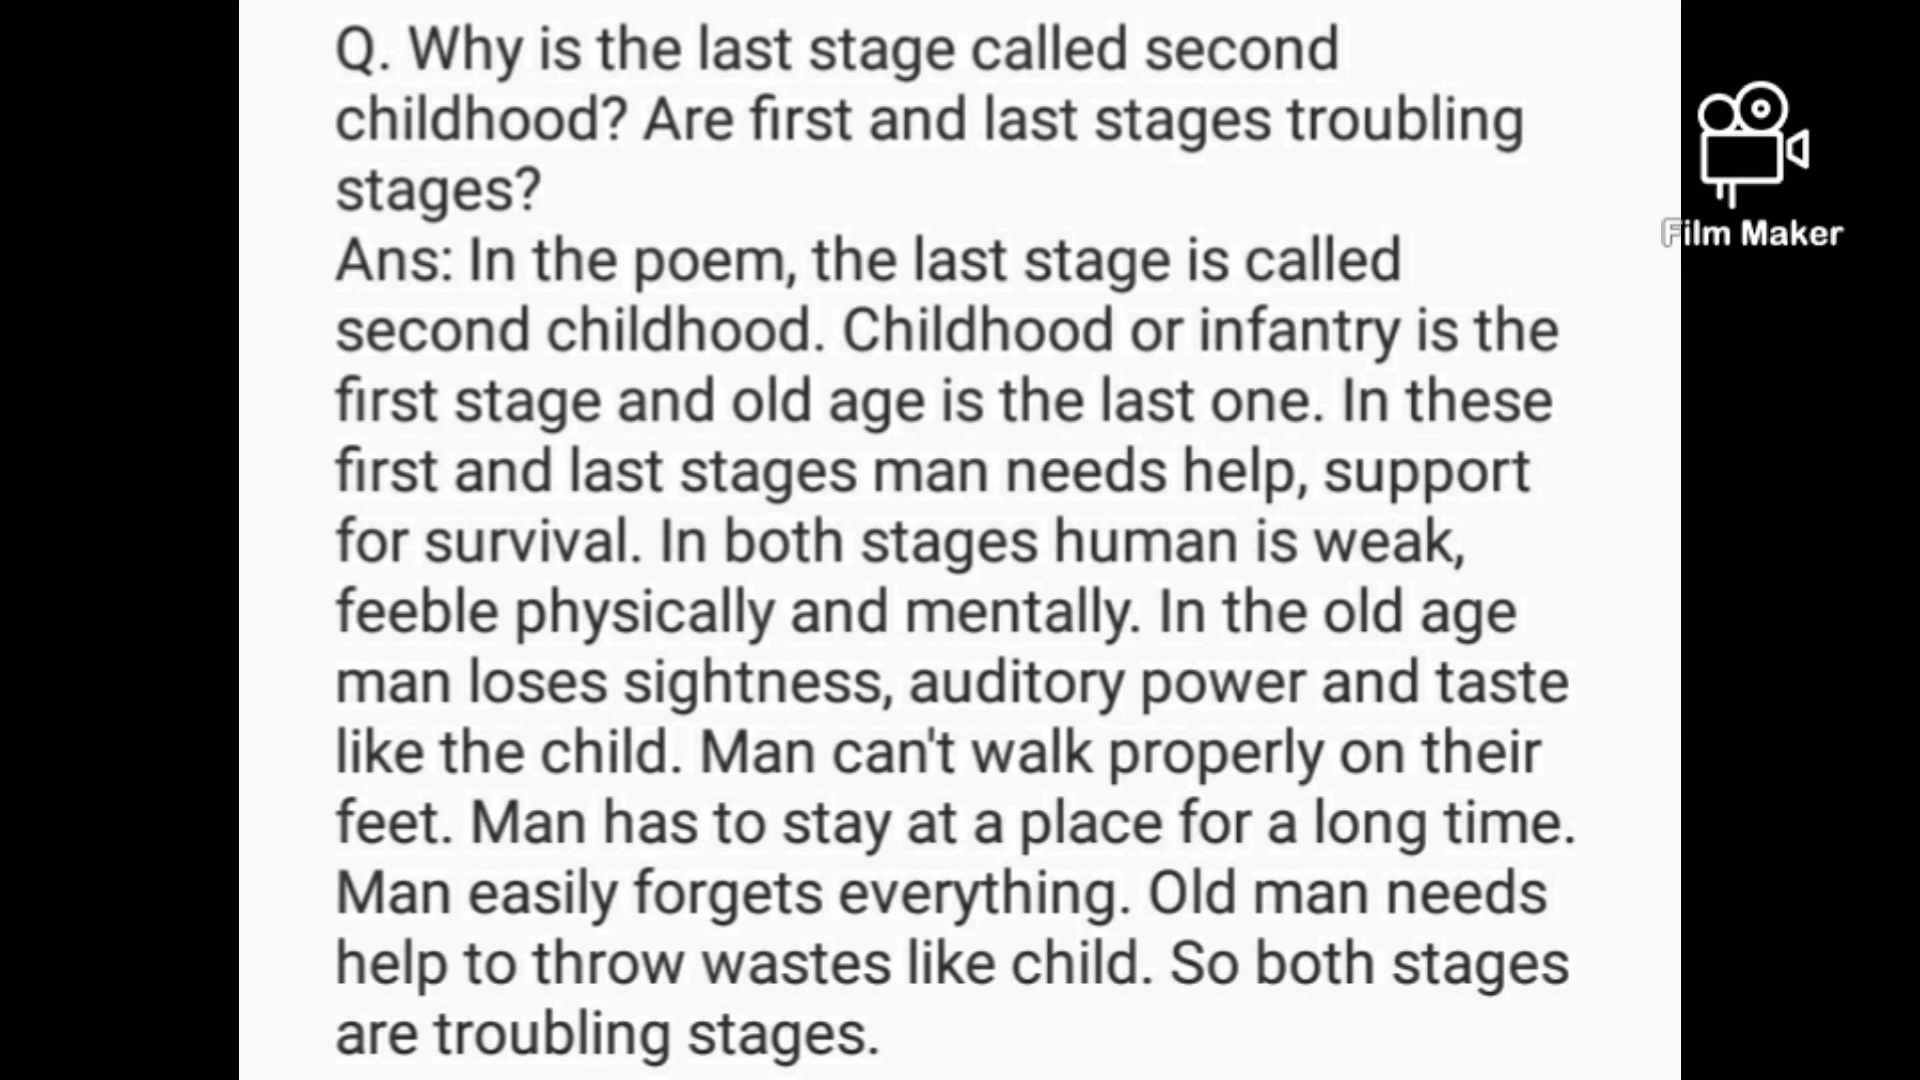 Q. Why is the last stage called second
childhood? Are first and last stages troubling
stages?
Ans: In the poem, the last stage is called
second childhood. Childhood or infantry is the
first stage and old age is the last one. In these
first and last stages man needs help, support
for survival. In both stages human is weak,
feeble physically and mentally. In the old age
man loses sightness, auditory power and taste
like the child. Man can't walk properly on their
feet. Man has to stay at a place for a long time.
Man easily forgets everything. Old man needs
help to throw wastes like child. So both stages
are troubling stages.
Film Maker